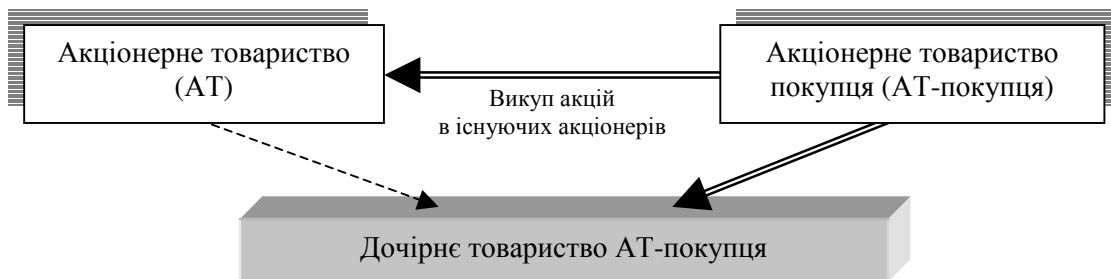 Акціонерне товариство
(АТ)
Акціонерне товариство
покупця (АТ-покупця)
Викуп акцій
в існуючих акціонерів
Дочірнє товариство АТ-покупця